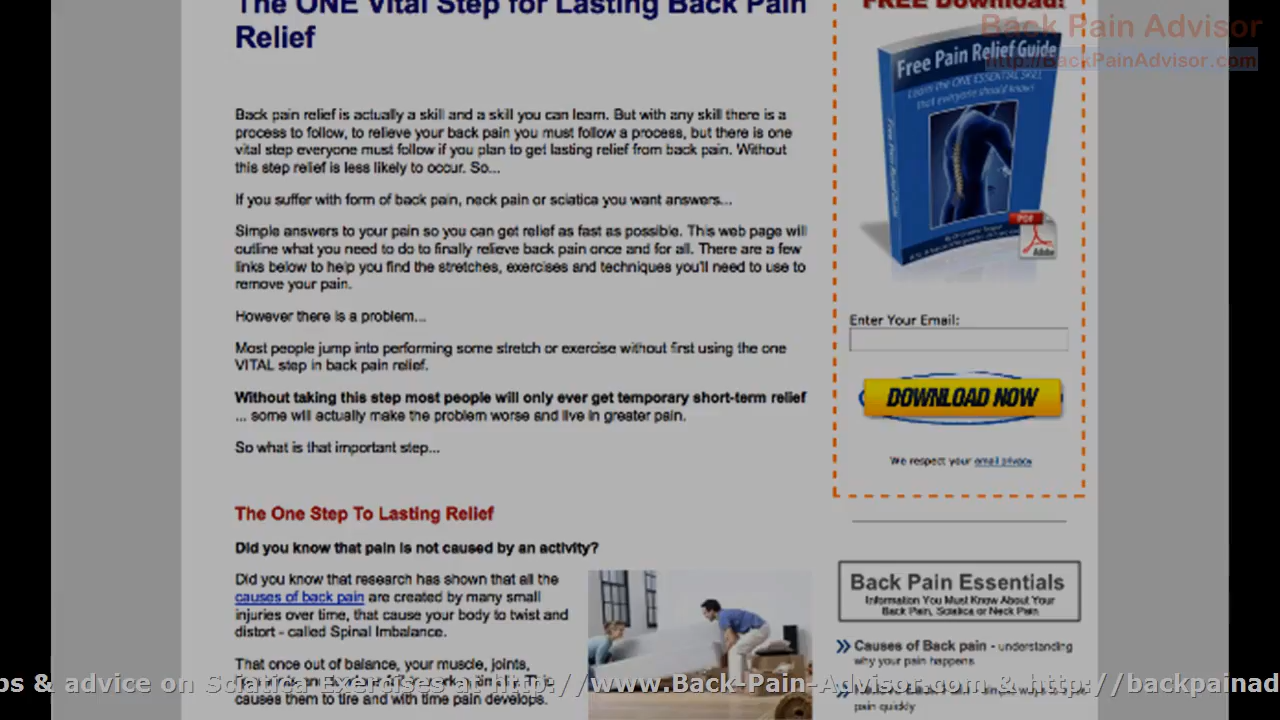 The ONE Vital Step for Lasting Back Pain
Relief
Back pain relief is actually a skill and a skill you can learn. But with any skill there is a
process to follow, to relieve your back pain you must follow a process, but there is one
vital step everyone must follow if you plan to get lasting relief from back pain. Without
this step relief is less likely to occur. So...
If you suffer with form of back pain, neck pain or sciatica you want answers...
Simple answers to your pain so you can get relief as fast as possible. This web page will
outline what you need to do to finally relieve back pain once and for all. There are a few
links below to help you find the stretches, exercises and techniques you'll need to use to
remove your pain.
However there is a problem...
Most people jump into performing some stretch or exercise without first using the one
VITAL step in back pain relief.
Without taking this step most people will only ever get temporary short-term relief
... some will actually make the problem worse and live in greater pain.
So what is that important step...
The One Step To Lasting Relief
Did you know that pain is not caused by an activity?
Did you know that research has shown that all the
causes of back pain are created by many small
injuries over time, that cause your body to twist and
distort - called Spinal Imbalance.
That once out of balance, your muscle, joints,
causes them to tire and with time pain develops.
FREE Download!
Back Pain Advisor
http://BackPainAdvisor.com
Free Pain Relief Guide
Learn the ONE ESSENTIAL SKILL
that everyone should know!
PDF
Adobe
Enter Your Email:
DOWNLOAD NOW
We respect your email privacy
Back Pain Essentials
Information You Must Know About Your
Back Pain, Sciatica or Neck Pain
Causes of Back pain - understanding
why your pain happens
pain quickly
ps & advice on Sciatica Exercises at http://www.Back-Pain-Advisor.com & http://backpainad